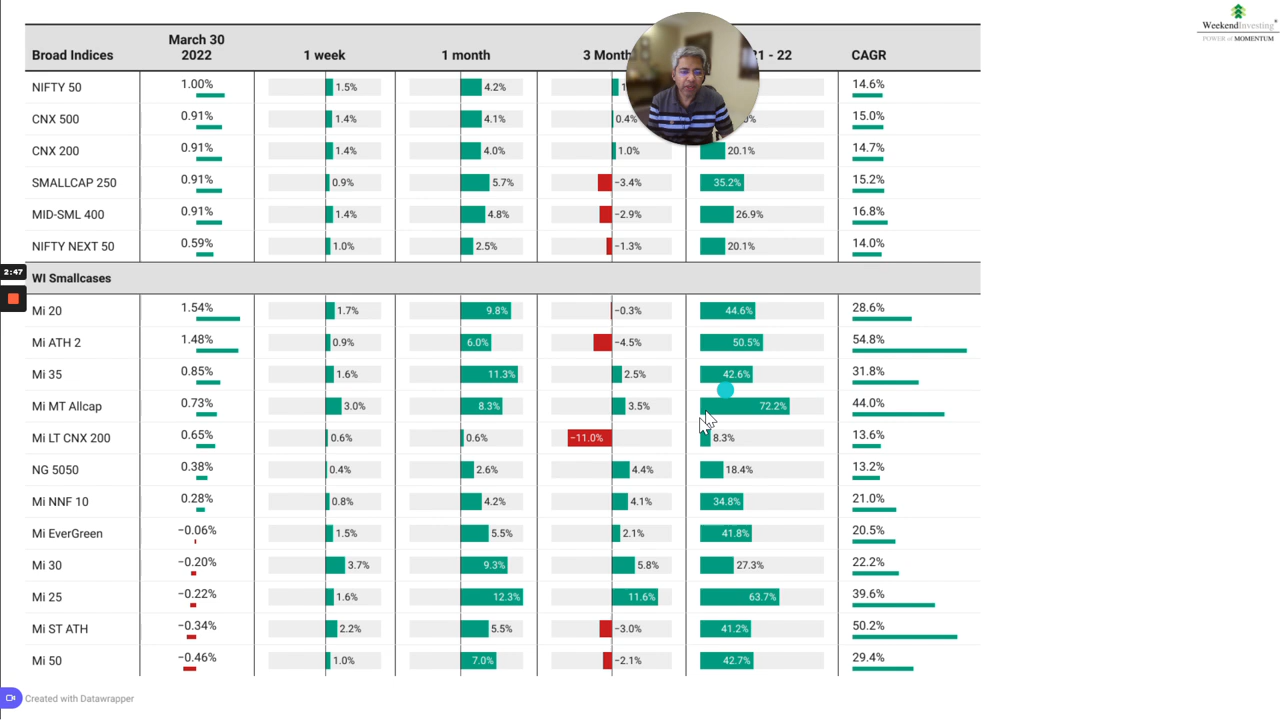 WeekendInvesting
POWER of MOMENTUM
Broad Indices March 30 2022 1 week 1 month 3 Month 21 - 22 CAGR
NIFTY 50 1.00% 1.5% 4.2% 14.6%
CNX 500 0.91% 1.4% 4.1% 0.4% 15.0%
CNX 200 0.91% 1.4% 4.0% 1.0% 20.1% 14.7%
SMALLCAP 250 0.91% 0.9% 5.7% −3.4% 35.2% 15.2%
MID-SML 400 0.91% 1.4% 4.8% −2.9% 26.9% 16.8%
NIFTY NEXT 50 0.59% 1.0% 2.5% −1.3% 20.1% 14.0%
2:47
WI Smallcases
Mi 20 1.54% 1.7% 9.8% −0.3% 44.6% 28.6%
Mi ATH 2 1.48% 0.9% 6.0% −4.5% 50.5% 54.8%
Mi 35 0.85% 1.6% 11.3% 2.5% 42.6% 31.8%
Mi MT Allcap 0.73% 3.0% 8.3% 3.5% 72.2% 44.0%
Mi LT CNX 200 0.65% 0.6% 0.6% −11.0% 8.3% 13.6%
NG 5050 0.38% 0.4% 2.6% 4.4% 18.4% 13.2%
Mi NNF 10 0.28% 0.8% 4.2% 4.1% 34.8% 21.0%
Mi EverGreen −0.06% 1.5% 5.5% 2.1% 41.8% 20.5%
Mi 30 −0.20% 3.7% 9.3% 5.8% 27.3% 22.2%
Mi 25 −0.22% 1.6% 12.3% 11.6% 63.7% 39.6%
Mi ST ATH −0.34% 2.2% 5.5% −3.0% 41.2% 50.2%
Mi 50 −0.46% 1.0% 7.0% −2.1% 42.7% 29.4%
Created with Datawrapper